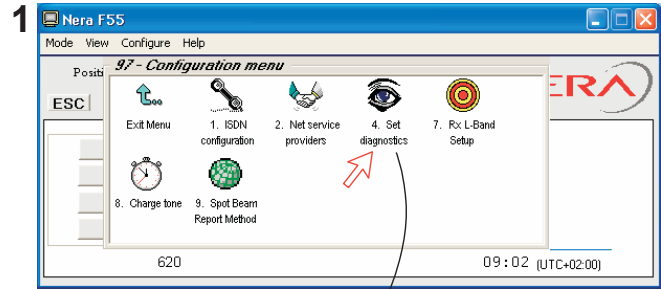 1
Nera F55
Mode View Configure Help
Positi
97 - Configuration menu
ERA
ESC
Exit Menu
1. ISDN configuration
2. Net service providers
4. Set diagnostics
7. Rx L-Band Setup
8. Charge tone
9. Spot Beam Report Method
620
09:02 (UTC+02:00)